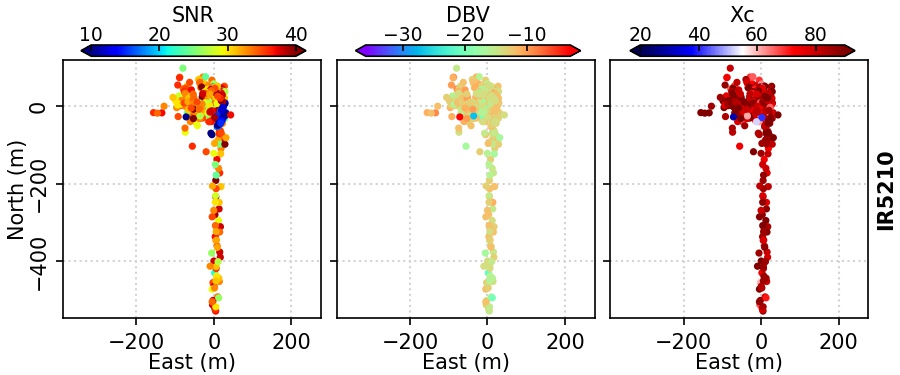 SNR DBV Xc
10 20 30 40 −30 −20 −10 20 40 60 80
North (m)
0
−200
−400
IR5210
−200 0 200 −200 0 200 −200 0 200
East (m) East (m) East (m)